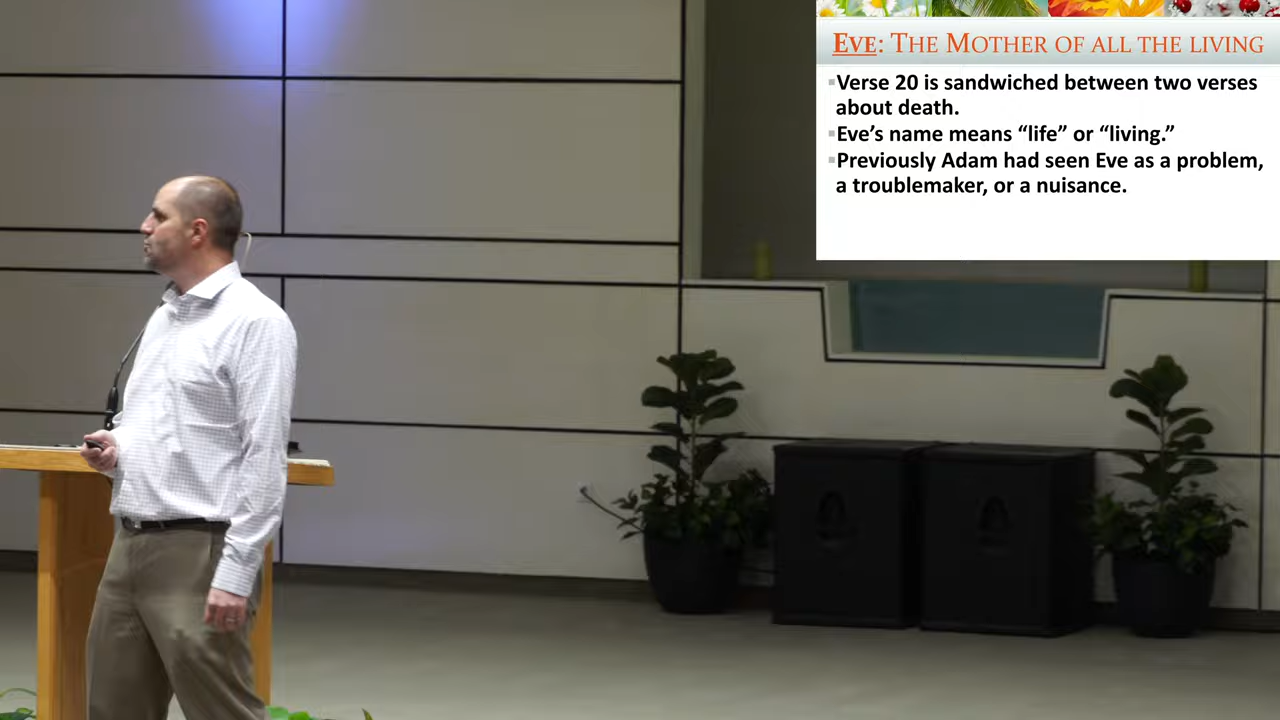 Eve: The Mother of all the living
▪Verse 20 is sandwiched between two verses
about death.
▪Eve’s name means “life” or “living.”
▪Previously Adam had seen Eve as a problem,
a troublemaker, or a nuisance.